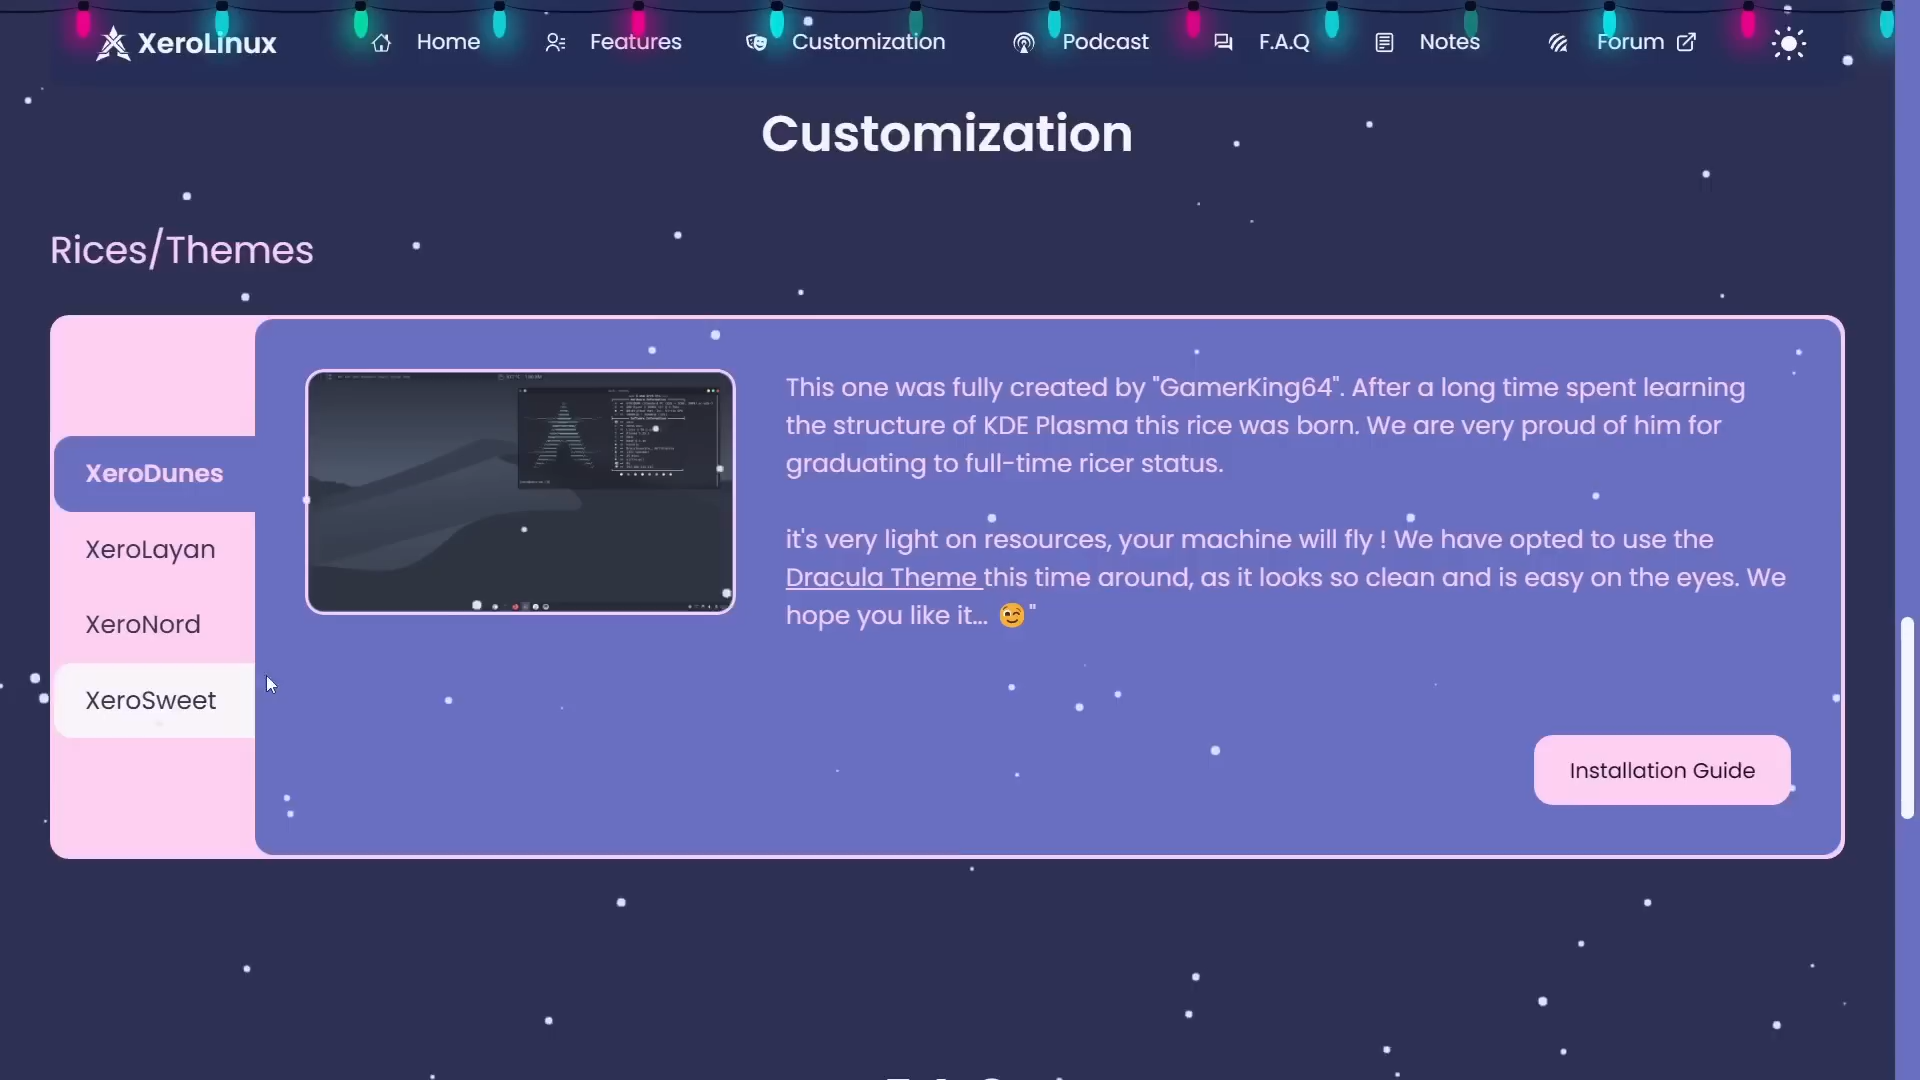 XeroLinux
Home
Features
Customization
Podcast
F.A.Q
Notes
Forum
Customization
Rices/Themes
XeroDunes
XeroLayan
XeroNord
XeroSweet
This one was fully created by "GamerKing64". After a long time spent learning
the structure of KDE Plasma this rice was born. We are very proud of him for
graduating to full-time ricer status.
it's very light on resources, your machine will fly ! We have opted to use the
Dracula Theme this time around, as it looks so clean and is easy on the eyes. We
hope you like it... 😉"
Installation Guide